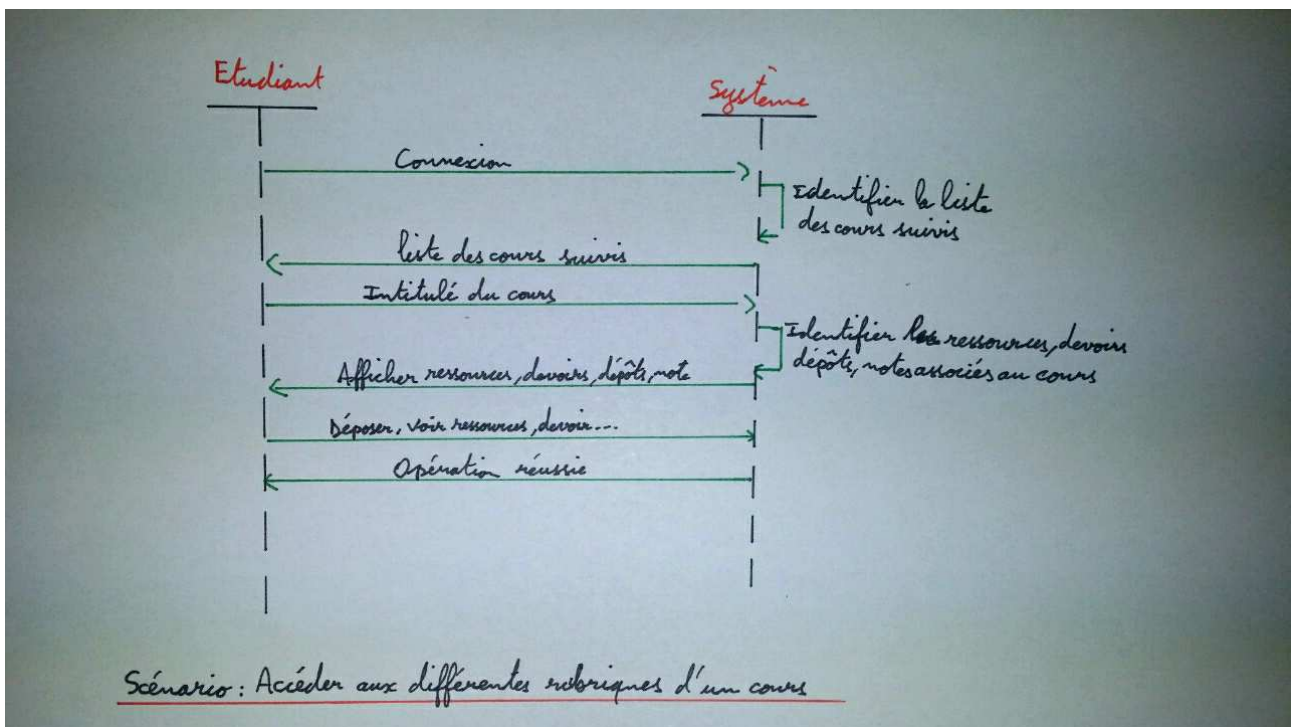 Etudiant
Système
Connexion
Identifier la liste
des cours suivis
liste des cours suivis
Intitulé du cours
Identifier les ressources, devoirs
dépôts, notes associés au cours
Afficher ressources, devoirs, dépôts, note
Déposer, voir ressources, devoir...
Opération réussie
Scénario : Accéder aux différentes rubriques d'un cours